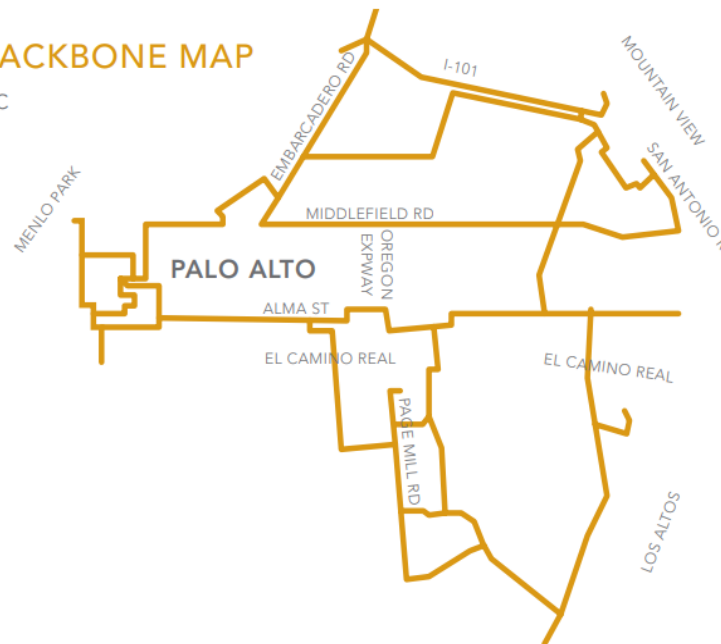 ACKBONE MAP
C
I-101
MOUNTAIN VIEW
EMBARCADERO RD
MENLO PARK
SAN ANTONIO R
MIDDLEFIELD RD
OREGON
EXPWAY
PALO ALTO
ALMA ST
EL CAMINO REAL
EL CAMINO REAL
PAGE MILL RD
LOS ALTOS